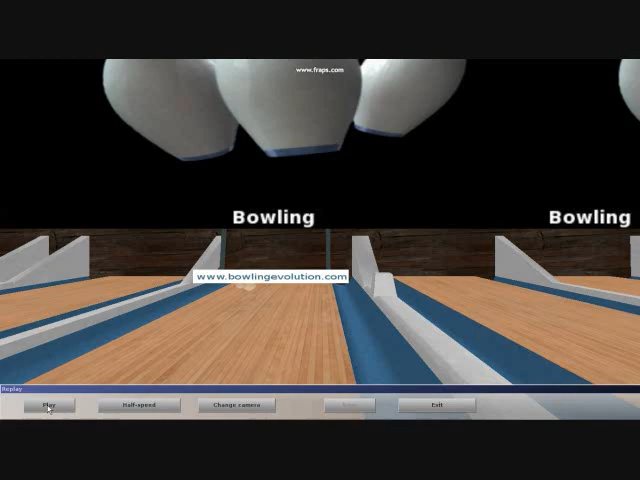 www.fraps.com
Bowling
Bowling
www.bowlingevolution.com
Replay
Play
Half-speed
Change camera
Exit